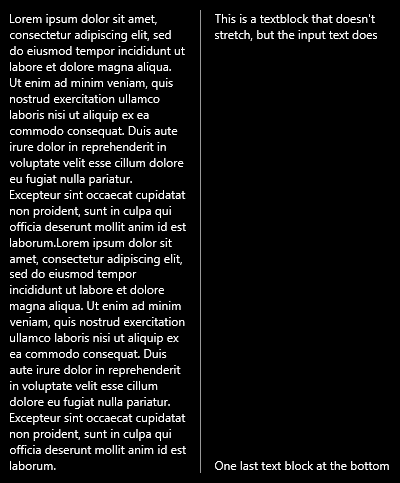 Lorem ipsum dolor sit amet,
consectetur adipiscing elit, sed
do eiusmod tempor incididunt ut
labore et dolore magna aliqua.
Ut enim ad minim veniam, quis
nostrud exercitation ullamco
laboris nisi ut aliquip ex ea
commodo consequat. Duis aute
irure dolor in reprehenderit in
voluptate velit esse cillum dolore
eu fugiat nulla pariatur.
Excepteur sint occaecat cupidatat
non proident, sunt in culpa qui
officia deserunt mollit anim id est
laborum.Lorem ipsum dolor sit
amet, consectetur adipiscing elit,
sed do eiusmod tempor
incididunt ut labore et dolore
magna aliqua. Ut enim ad minim
veniam, quis nostrud exercitation
ullamco laboris nisi ut aliquip ex
ea commodo consequat. Duis
aute irure dolor in reprehenderit
in voluptate velit esse cillum
dolore eu fugiat nulla pariatur.
Excepteur sint occaecat cupidatat
non proident, sunt in culpa qui
officia deserunt mollit anim id est
laborum.
This is a textblock that doesn't
stretch, but the input text does
One last text block at the bottom